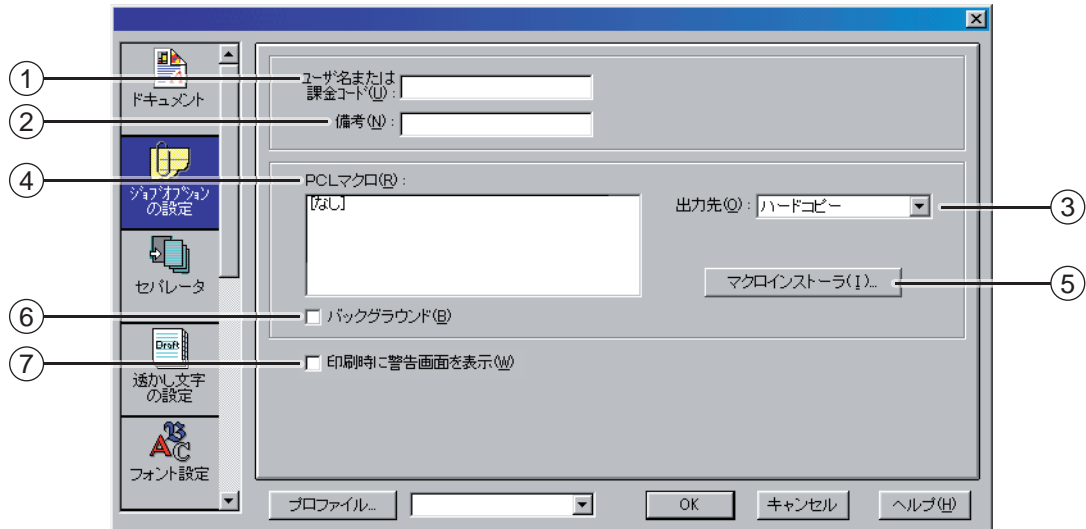 ドキュメント
ジョブオプション
の設定
セパレータ
Draft
透かし文字
の設定
フォント設定
① ユーザ名または
課金コード(U) :
② 備考(N) :
④ PCLマクロ(R) :
[なし]
出力先(O) : ハードコピー ③
マクロインストーラ(I)... ⑤
⑥ バックグラウンド(B)
⑦ 印刷時に警告画面を表示(W)
プロファイル... OK キャンセル ヘルプ(H)